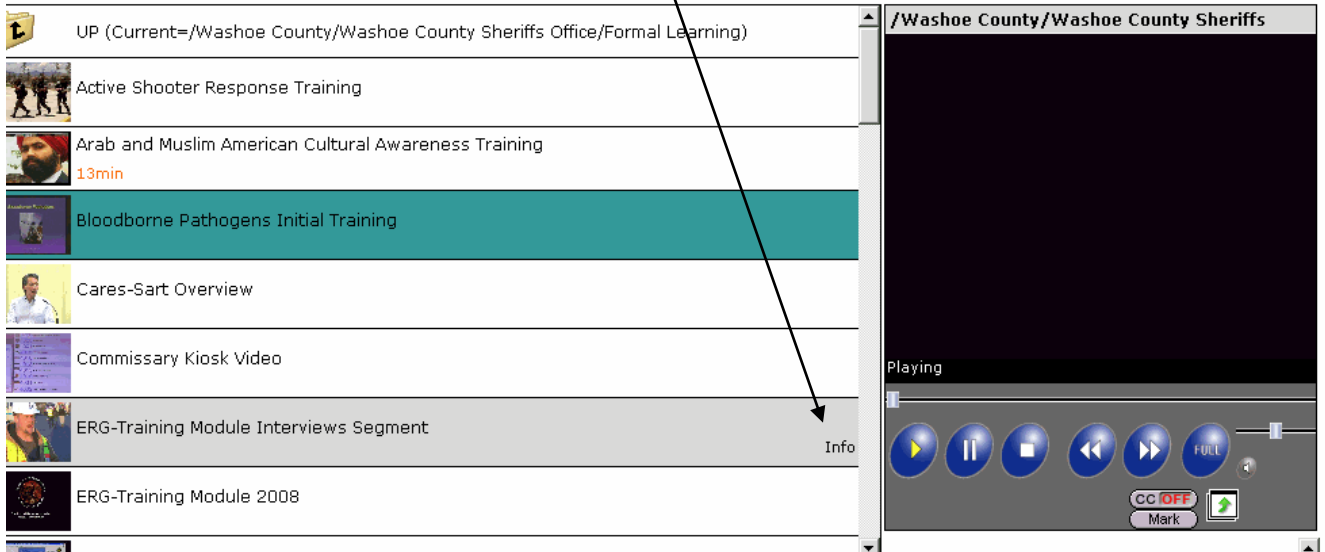 UP (Current=/Washoe County/Washoe County Sheriffs Office/Formal Learning)
Active Shooter Response Training
Arab and Muslim American Cultural Awareness Training
13min
Bloodborne Pathogens Initial Training
Cares-Sart Overview
Commissary Kiosk Video
ERG-Training Module Interviews Segment
Info
ERG-Training Module 2008
/Washoe County/Washoe County Sheriffs
Playing
FULL
CC OFF
Mark